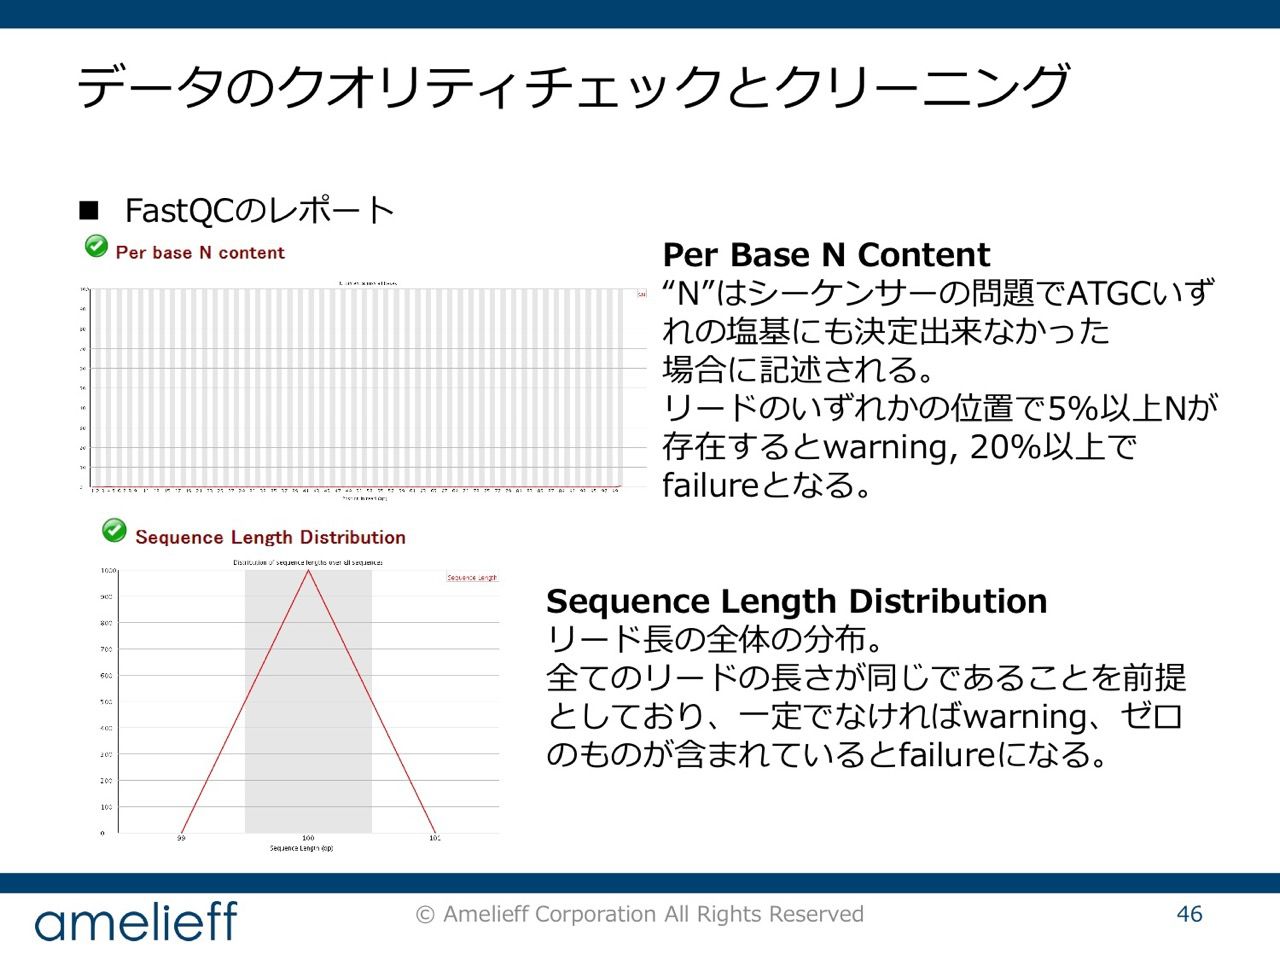 データのクオリティチェックとクリーニング
■ FastQCのレポート
Per base N content
Per Base N Content
“N”はシーケンサーの問題でATGCいず
れの塩基にも決定出来なかった
場合に記述される。
リードのいずれかの位置で5%以上Nが
存在するとwarning, 20%以上で
failureとなる。
Sequence Length Distribution
Distribution of sequence lengths over all sequences
Sequence Length
1000
900
800
700
600
500
400
300
200
100
0
99 100 101
Sequence Length (bp)
Sequence Length Distribution
リード長の全体の分布。
全てのリードの長さが同じであることを前提
としており、一定でなければwarning、ゼロ
のものが含まれているとfailureになる。
amelieff
© Amelieff Corporation All Rights Reserved
46